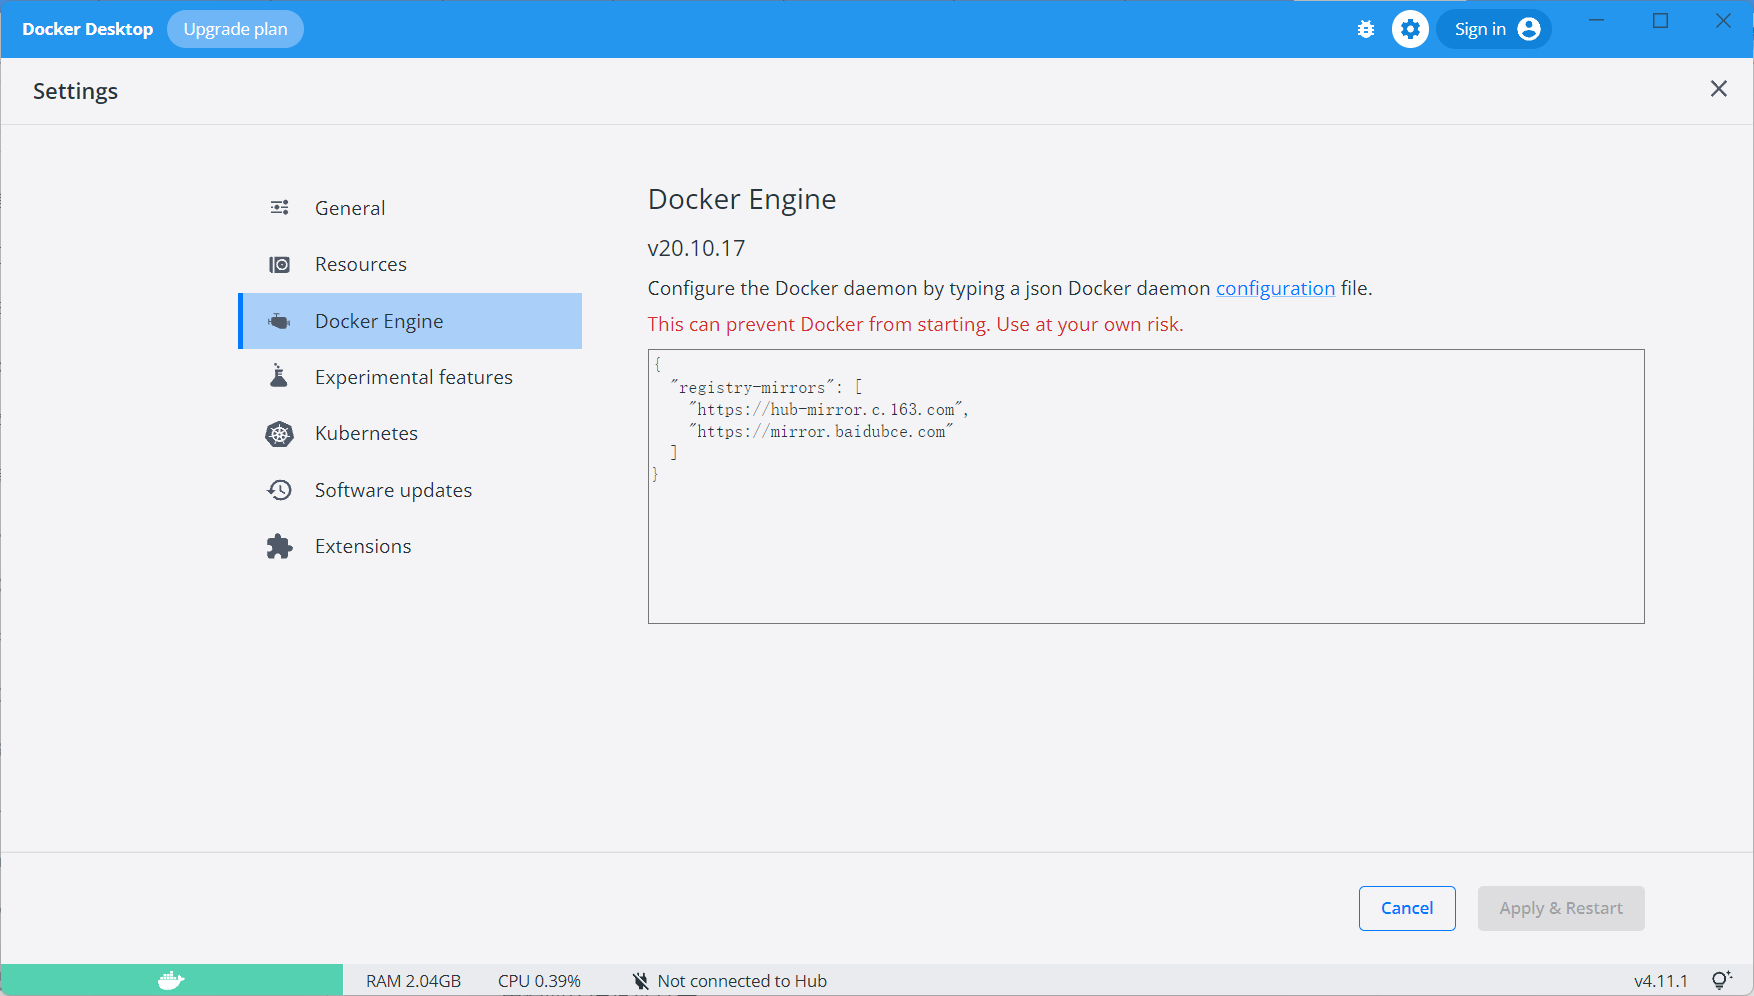 Docker Desktop Upgrade plan Sign in
Settings
General
Resources
Docker Engine
Experimental features
Kubernetes
Software updates
Extensions
Docker Engine
v20.10.17
Configure the Docker daemon by typing a json Docker daemon configuration file.
This can prevent Docker from starting. Use at your own risk.
{
  "registry-mirrors": [
    "https://hub-mirror.c.163.com",
    "https://mirror.baidubce.com"
  ]
}
Cancel Apply & Restart
RAM 2.04GB CPU 0.39% Not connected to Hub v4.11.1